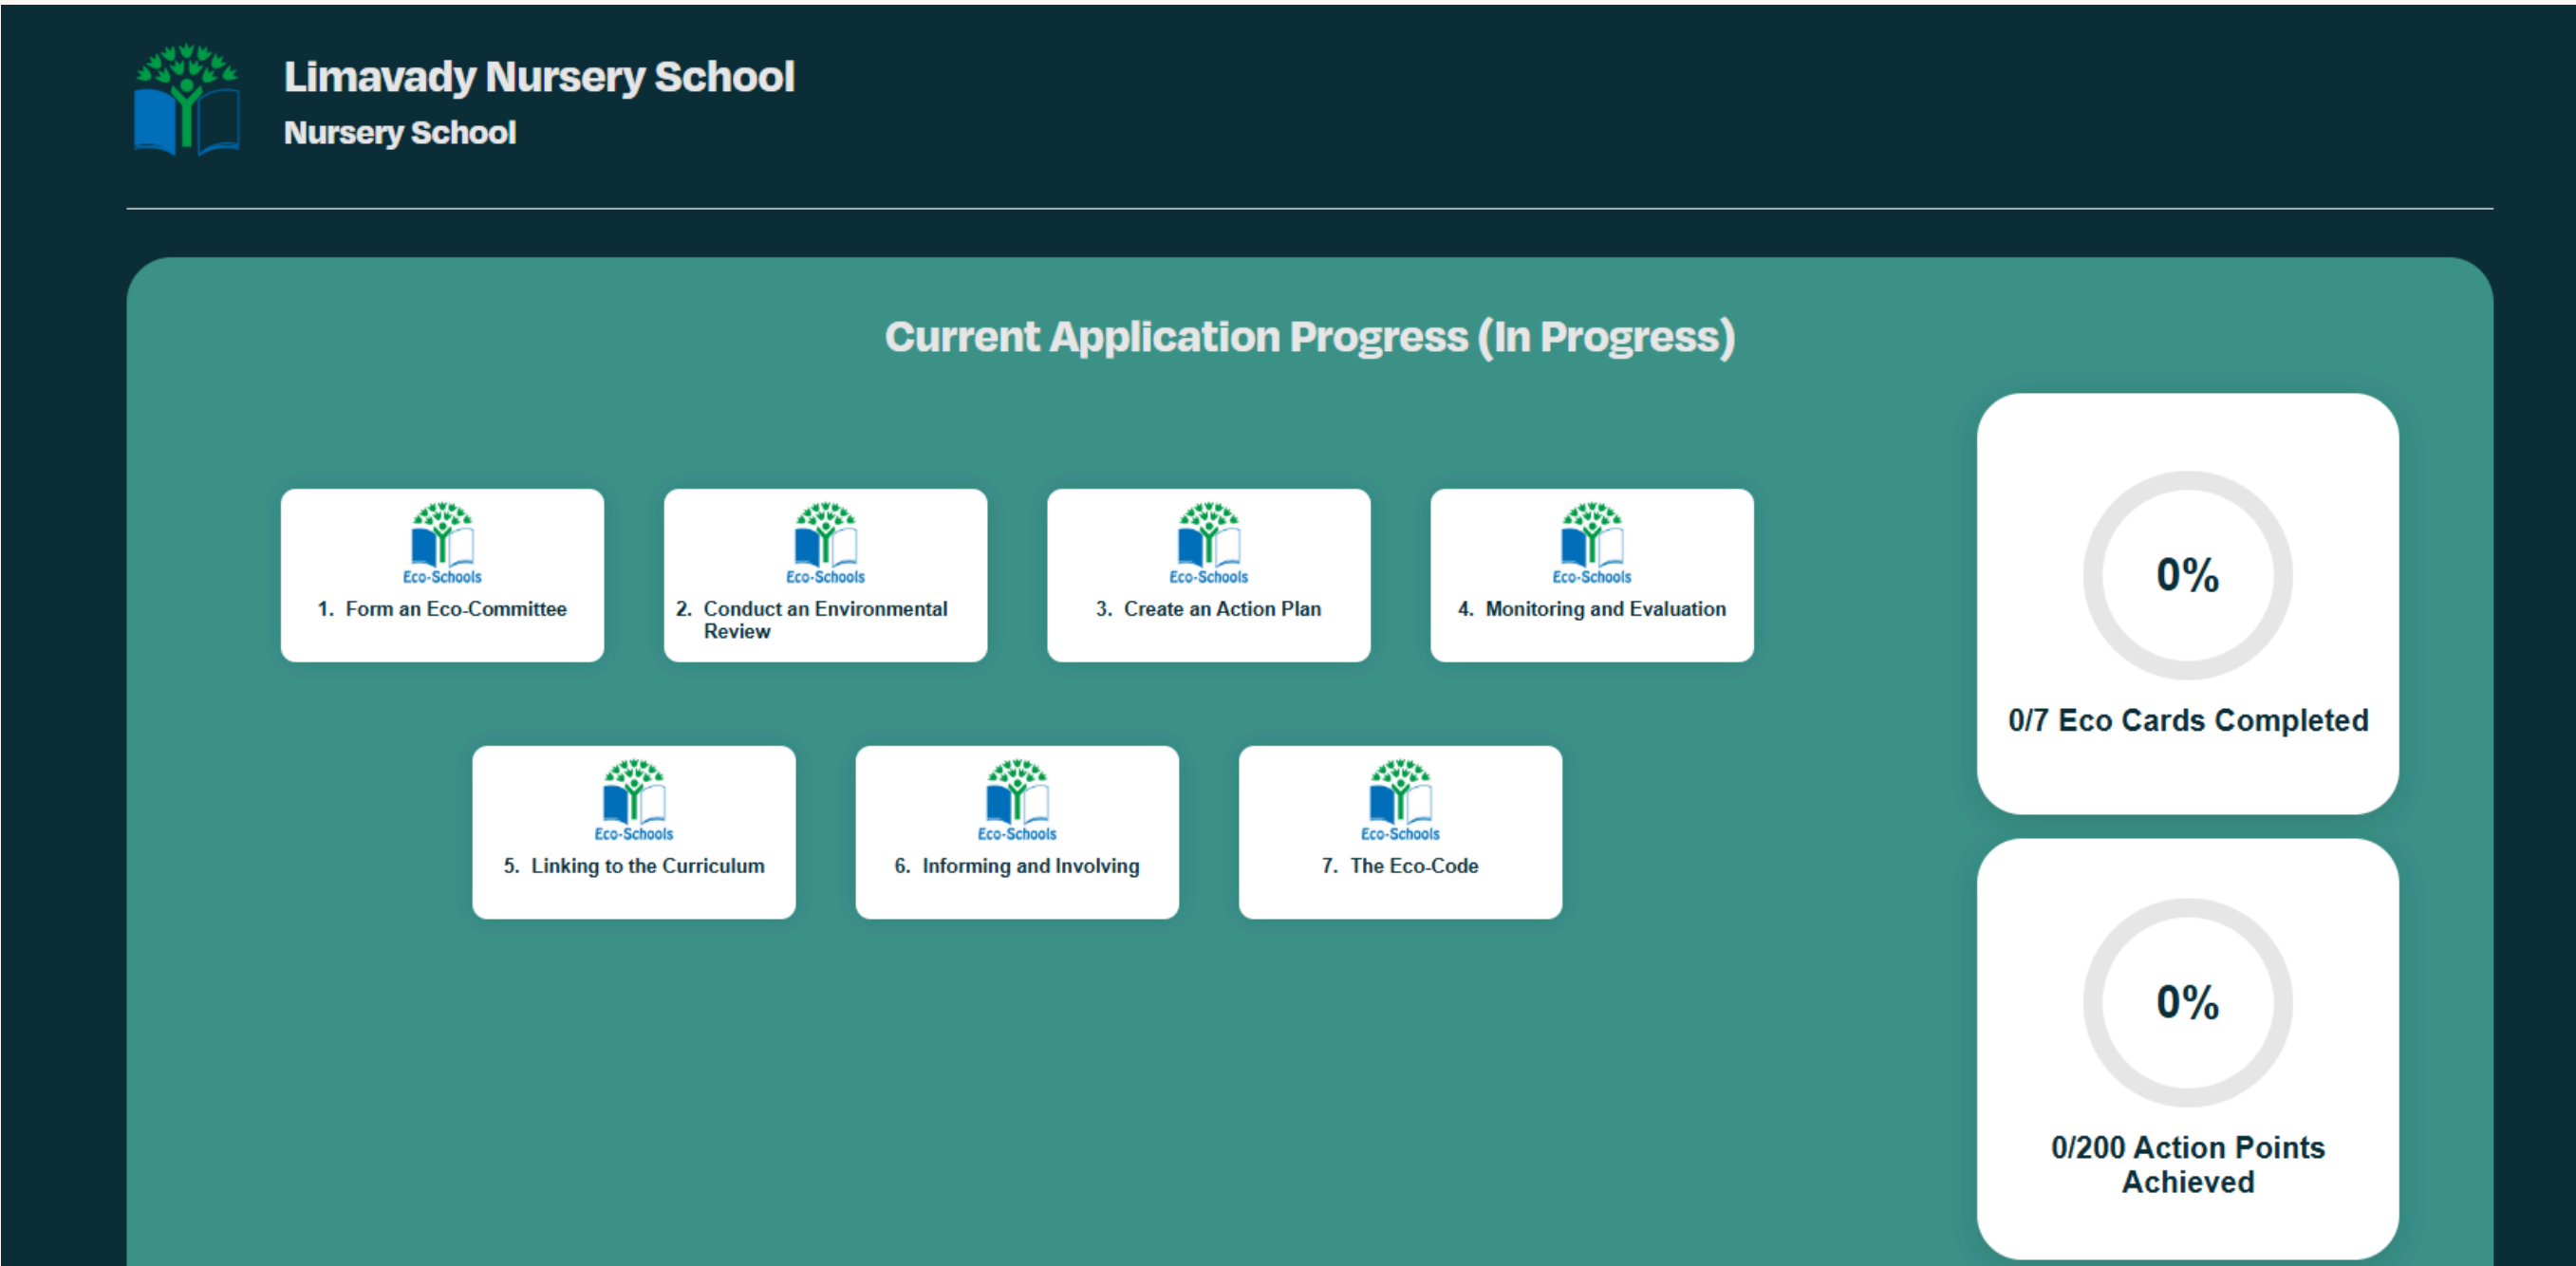 Limavady Nursery School
Nursery School
Current Application Progress (In Progress)
Eco-Schools
1. Form an Eco-Committee
Eco-Schools
2. Conduct an Environmental
Review
Eco-Schools
3. Create an Action Plan
Eco-Schools
4. Monitoring and Evaluation
Eco-Schools
5. Linking to the Curriculum
Eco-Schools
6. Informing and Involving
Eco-Schools
7. The Eco-Code
0%
0/7 Eco Cards Completed
0%
0/200 Action Points
Achieved